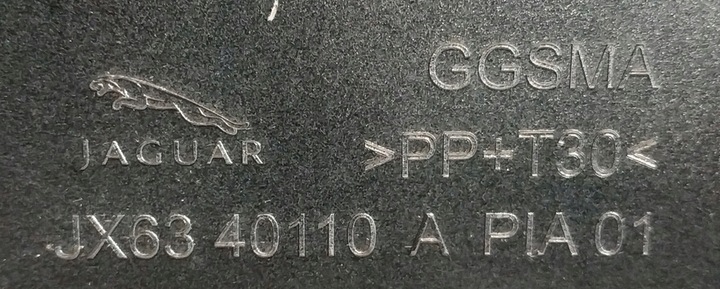 GGSMA
JAGUAR
>PP+T30<
JX63 40110 A PIA 01